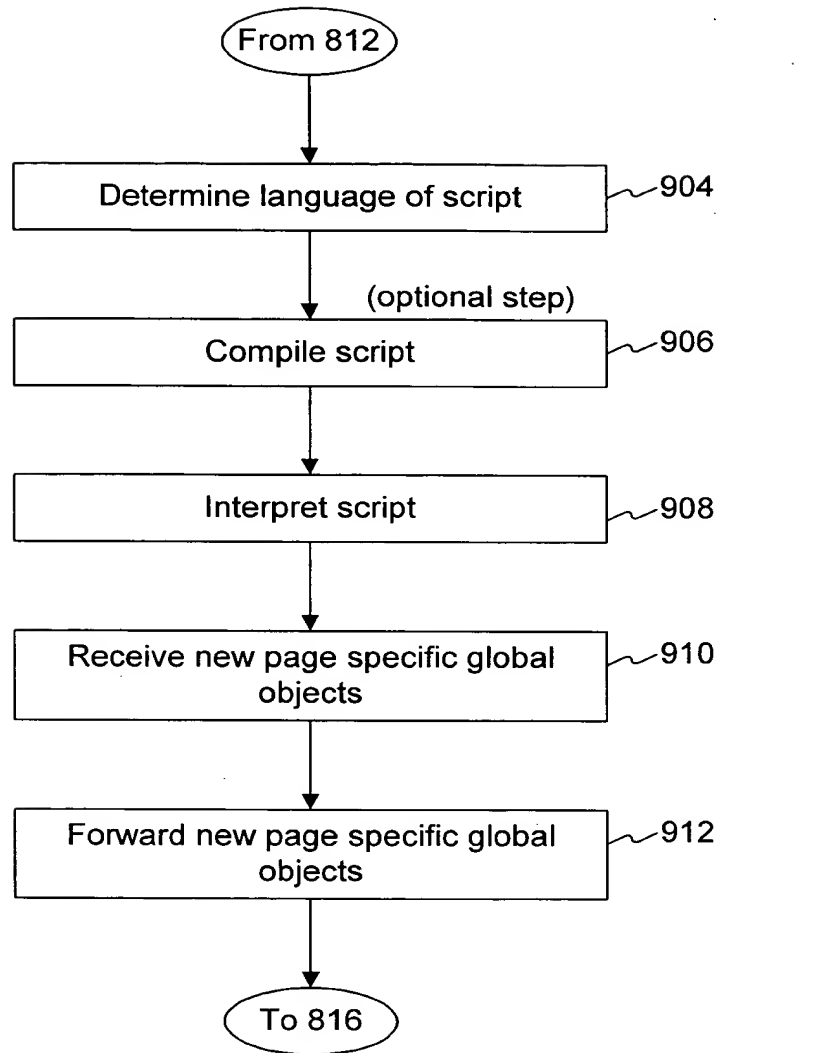 From 812
Determine language of script
904
(optional step)
Compile script
906
Interpret script
908
Receive new page specific global
objects
910
Forward new page specific global
objects
912
To 816